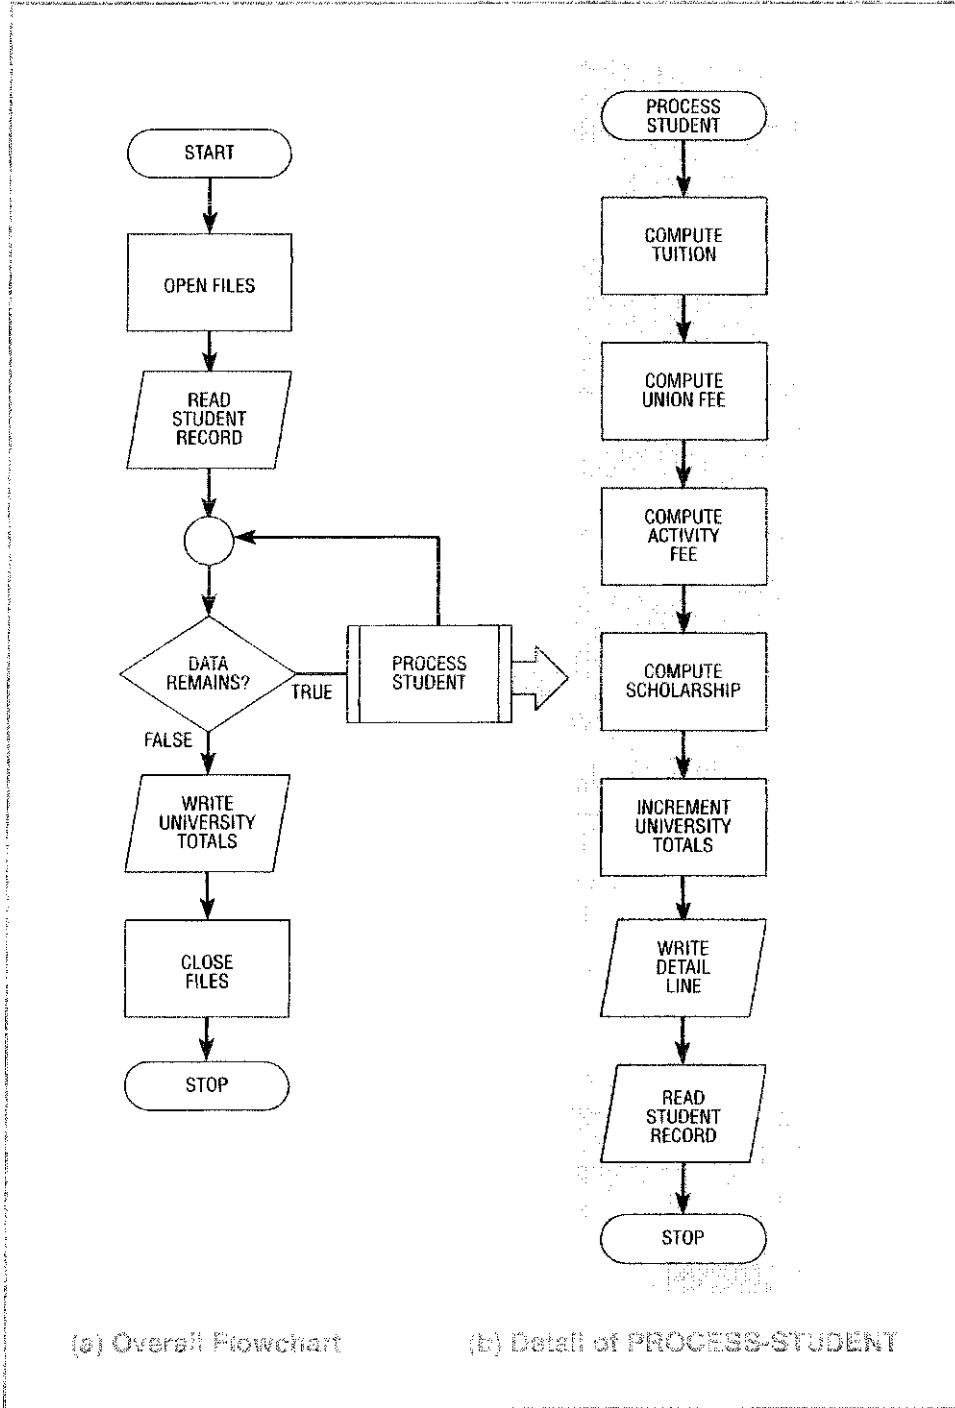 START
OPEN FILES
READ
STUDENT
RECORD
DATA
REMAINS?
TRUE
PROCESS
STUDENT
FALSE
WRITE
UNIVERSITY
TOTALS
CLOSE
FILES
STOP
(a) Overall Flowchart
PROCESS
STUDENT
COMPUTE
TUITION
COMPUTE
UNION FEE
COMPUTE
ACTIVITY
FEE
COMPUTE
SCHOLARSHIP
INCREMENT
UNIVERSITY
TOTALS
WRITE
DETAIL
LINE
READ
STUDENT
RECORD
STOP
(b) Detail of PROCESS-STUDENT